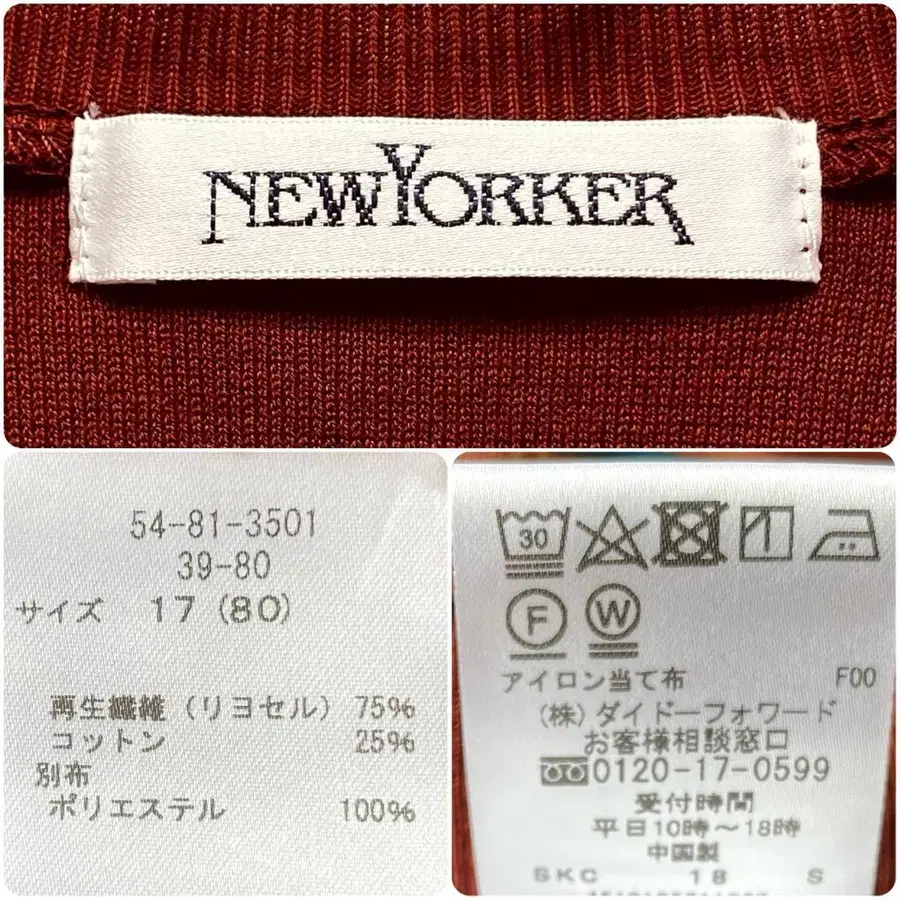 NEWYORKER
54-81-3501
39-80
サイズ 17 (80)
再生繊維 (リヨセル) 75%
コットン 25%
別布
ポリエステル 100%
30
F W
アイロン当て布 F00
(株)ダイドーフォワード
お客様相談窓口
0120-17-0599
受付時間
平日10時～18時
中国製
SKC 18 S